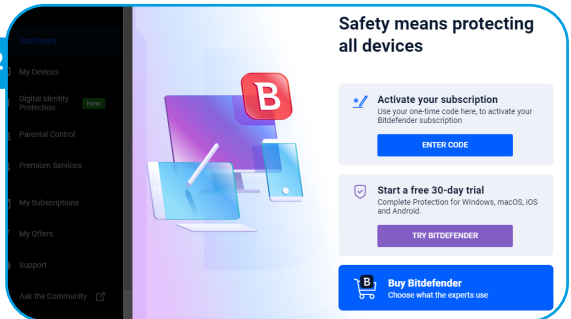 2
Dashboard
My Devices
Digital Identity
Protection New
Parental Control
Premium Services
My Subscriptions
My Offers
Support
Ask the Community
B
Safety means protecting
all devices
Activate your subscription
Use your one-time code here, to activate your
Bitdefender subscription
ENTER CODE
Start a free 30-day trial
Complete Protection for Windows, macOS, iOS
and Android.
TRY BITDEFENDER
B
Buy Bitdefender
Choose what the experts use